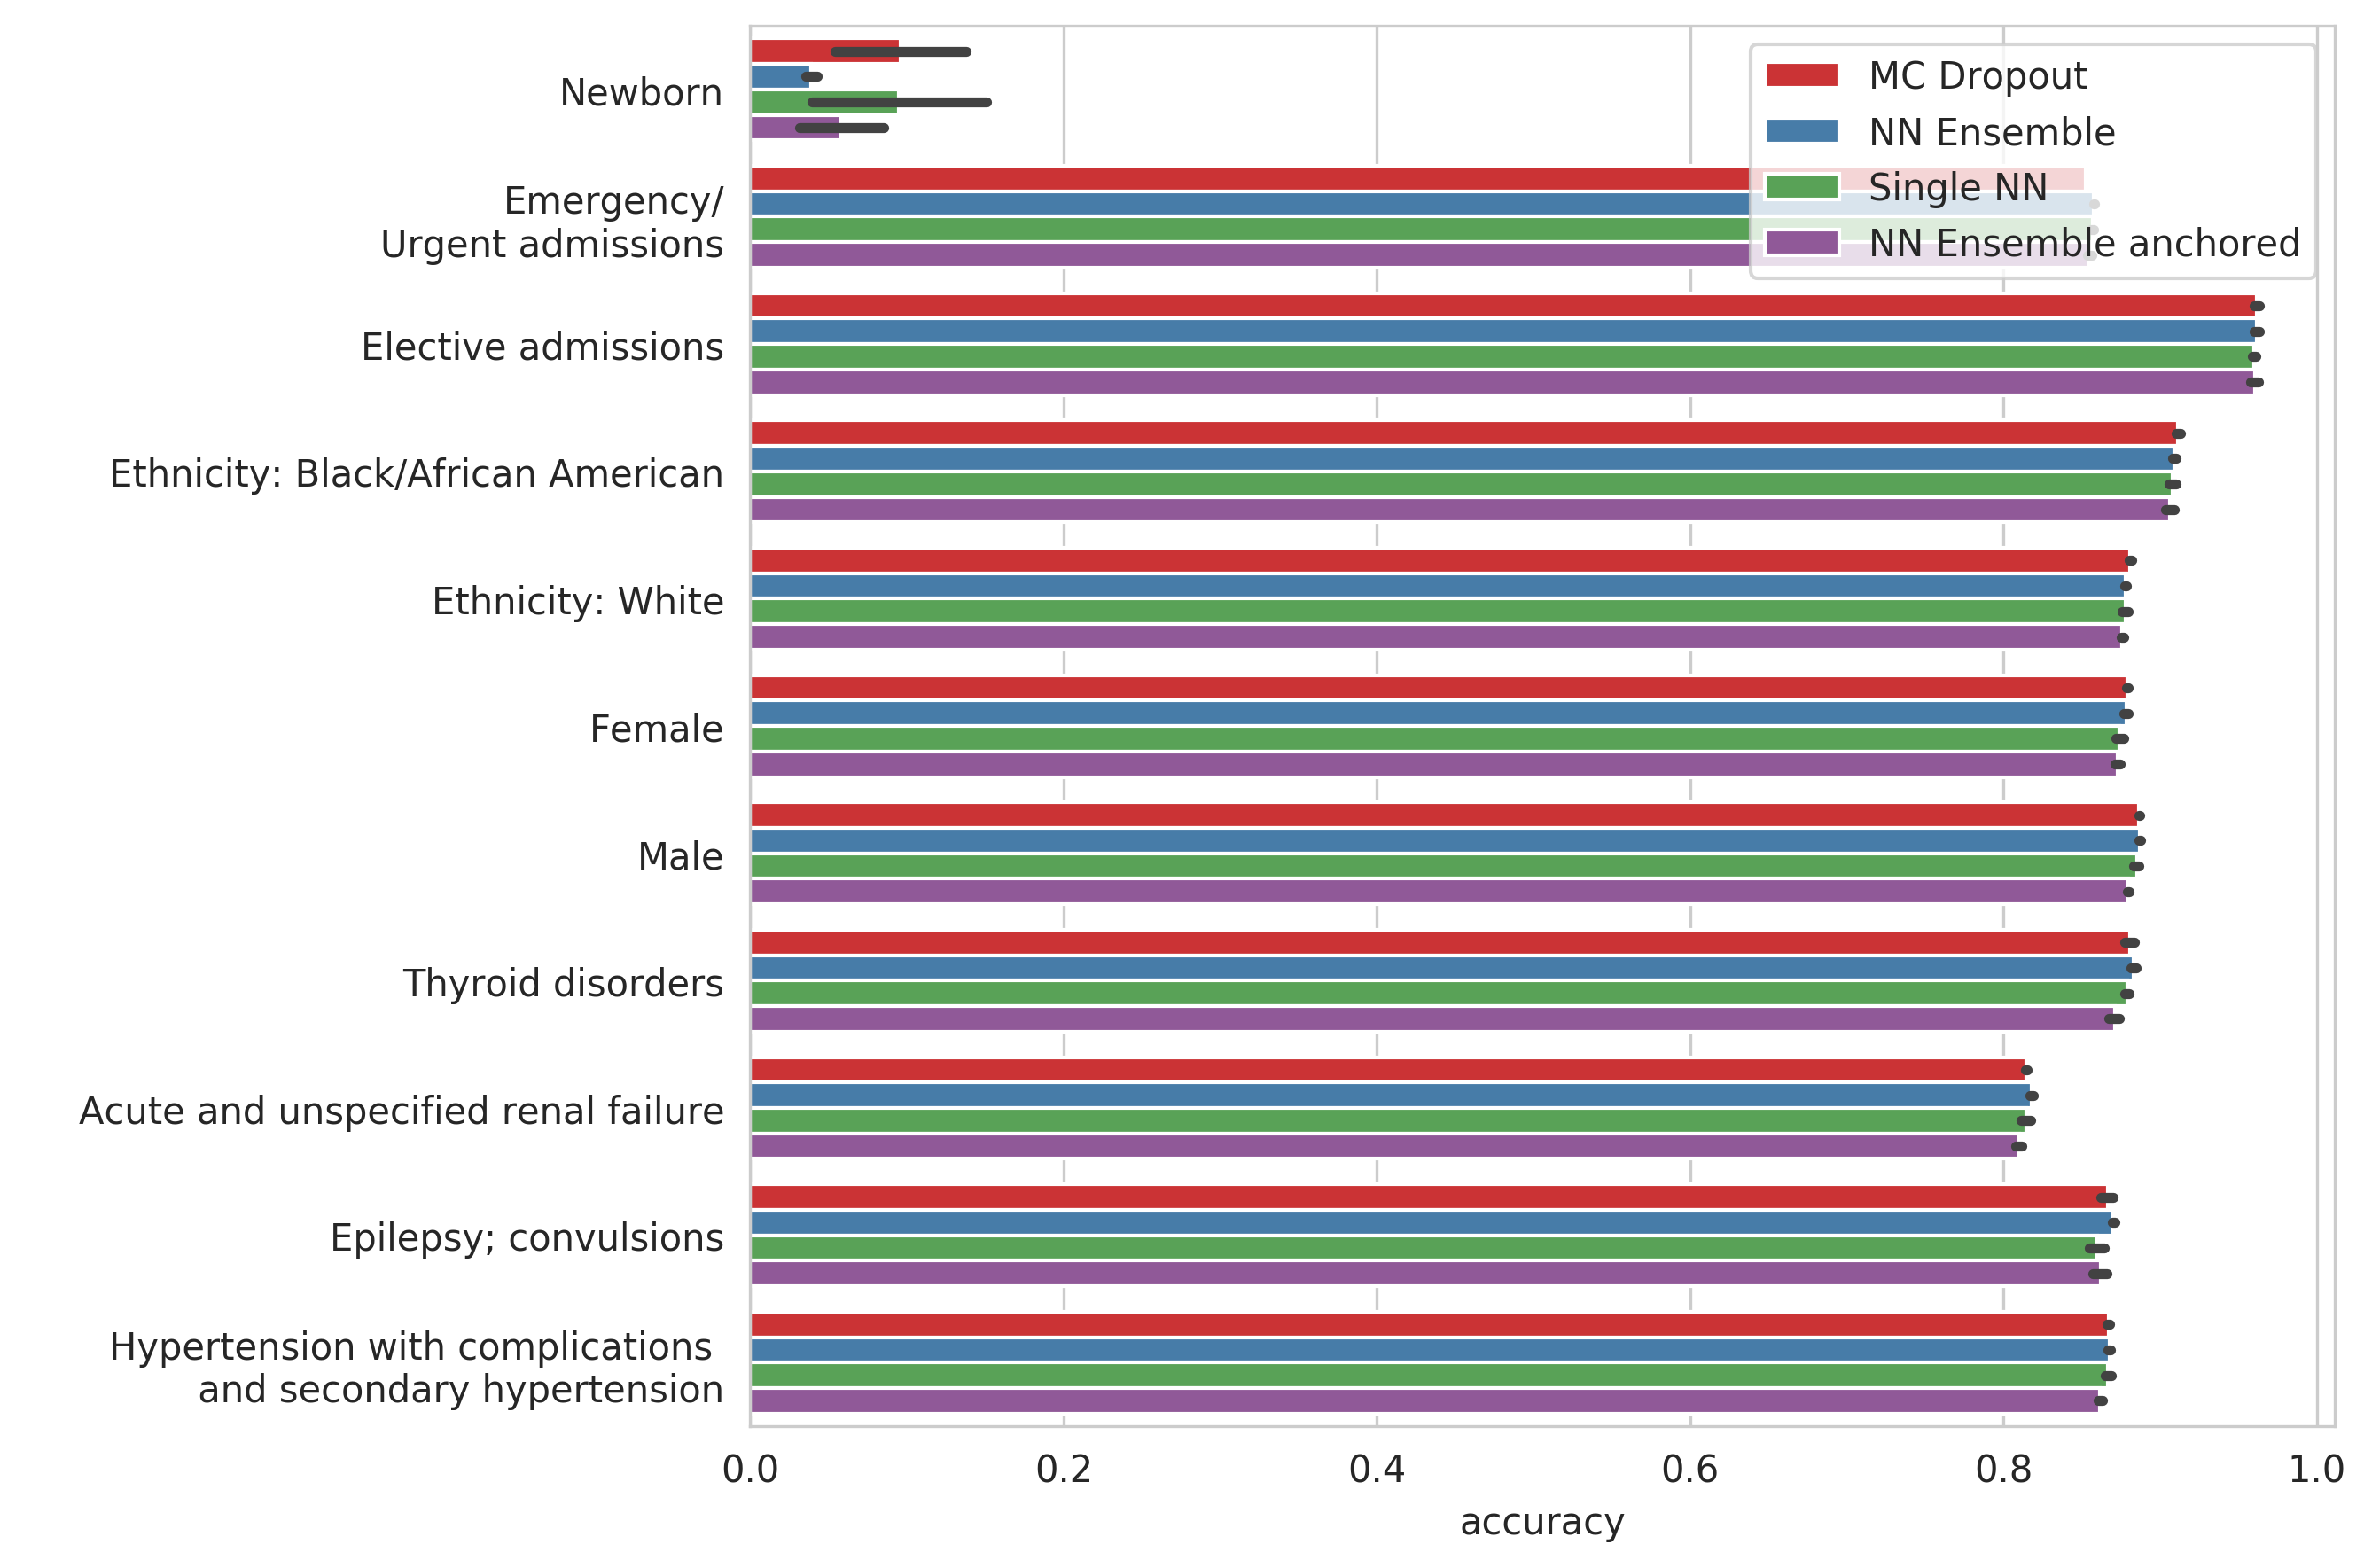 Newborn
Emergency/
Urgent admissions
Elective admissions
Ethnicity: Black/African American
Ethnicity: White
Female
Male
Thyroid disorders
Acute and unspecified renal failure
Epilepsy; convulsions
Hypertension with complications
and secondary hypertension
MC Dropout
NN Ensemble
Single NN
NN Ensemble anchored
0.0 0.2 0.4 0.6 0.8 1.0
accuracy